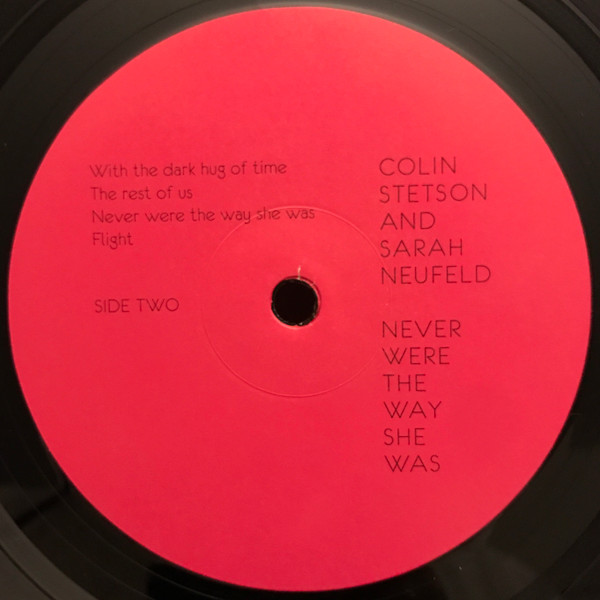 With the dark hug of time
The rest of us
Never were the way she was
Flight
SIDE TWO
COLIN
STETSON
AND
SARAH
NEUFELD
NEVER
WERE
THE
WAY
SHE
WAS